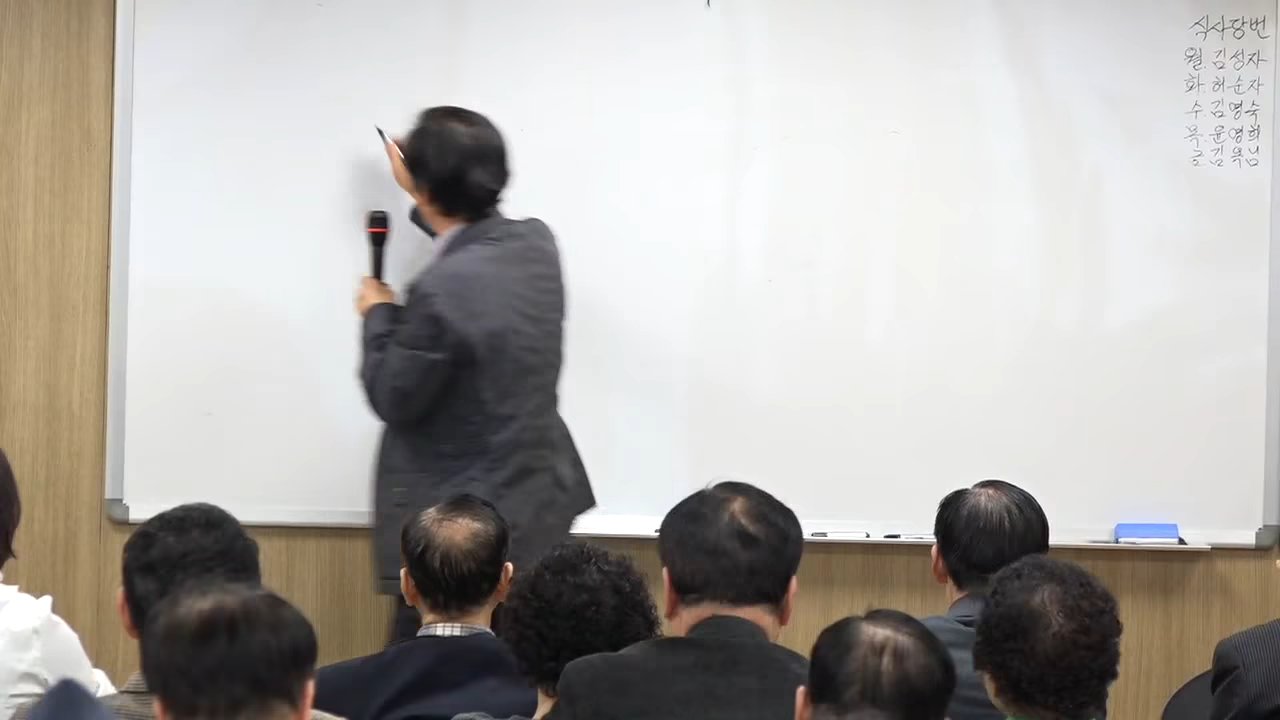 식사당번
월. 김성자
화. 허순자
수. 김영숙
목. 윤영희
금 김옥님